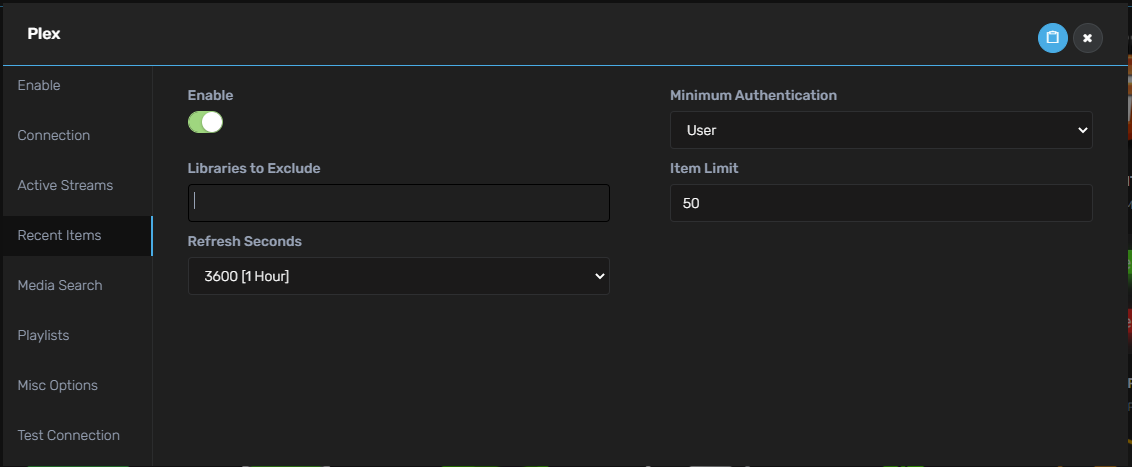 Plex
Enable
Connection
Active Streams
Recent Items
Media Search
Playlists
Misc Options
Test Connection
Enable
Minimum Authentication
User
Libraries to Exclude
Item Limit
50
Refresh Seconds
3600 [1 Hour]